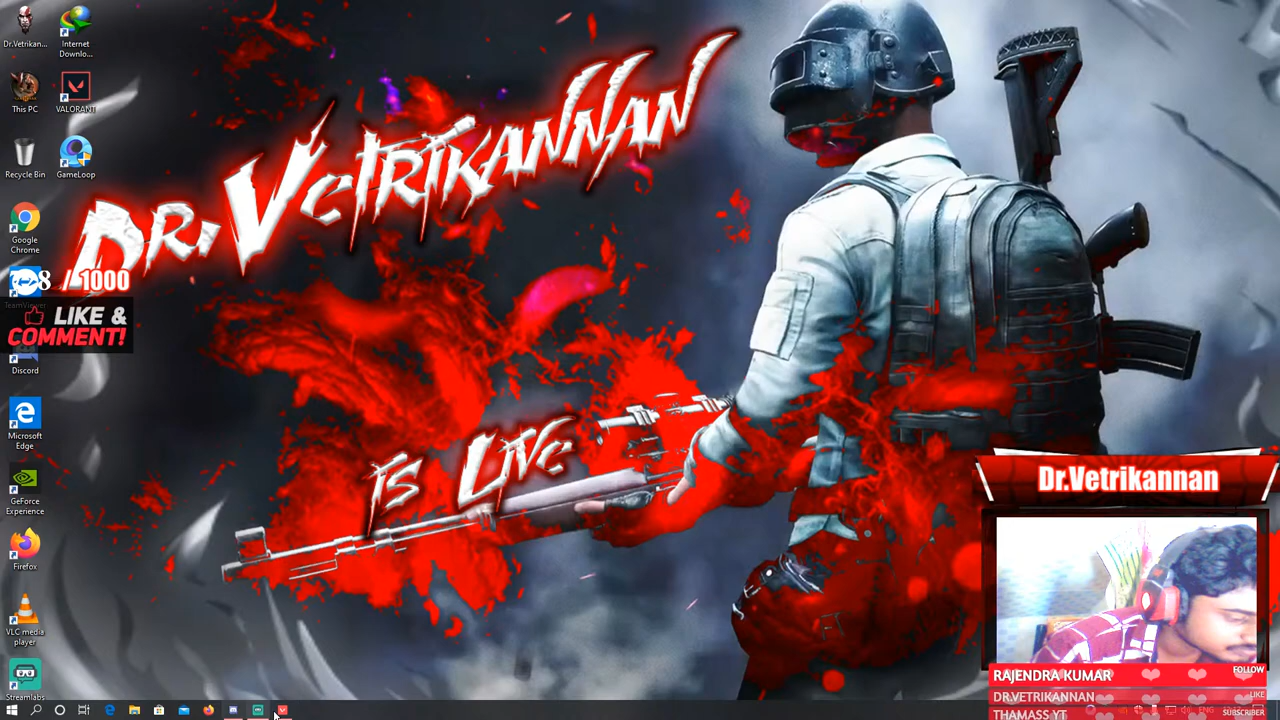 Dr.Vetrikan...
Internet
Downlo...
This PC
VALORANT
Recycle Bin
GameLoop
Google
Chrome
8 / 1000
LIKE &
COMMENT!
Discord
Microsoft
Edge
GeForce
Experience
Firefox
VLC media
player
Streamlabs
DR.VETRIKANNAN
IS LIVE
Dr.Vetrikannan
RAJENDRA KUMAR
FOLLOW
DR.VETRIKANNAN
LIKE
THAMASS YT
SUBSCRIBER